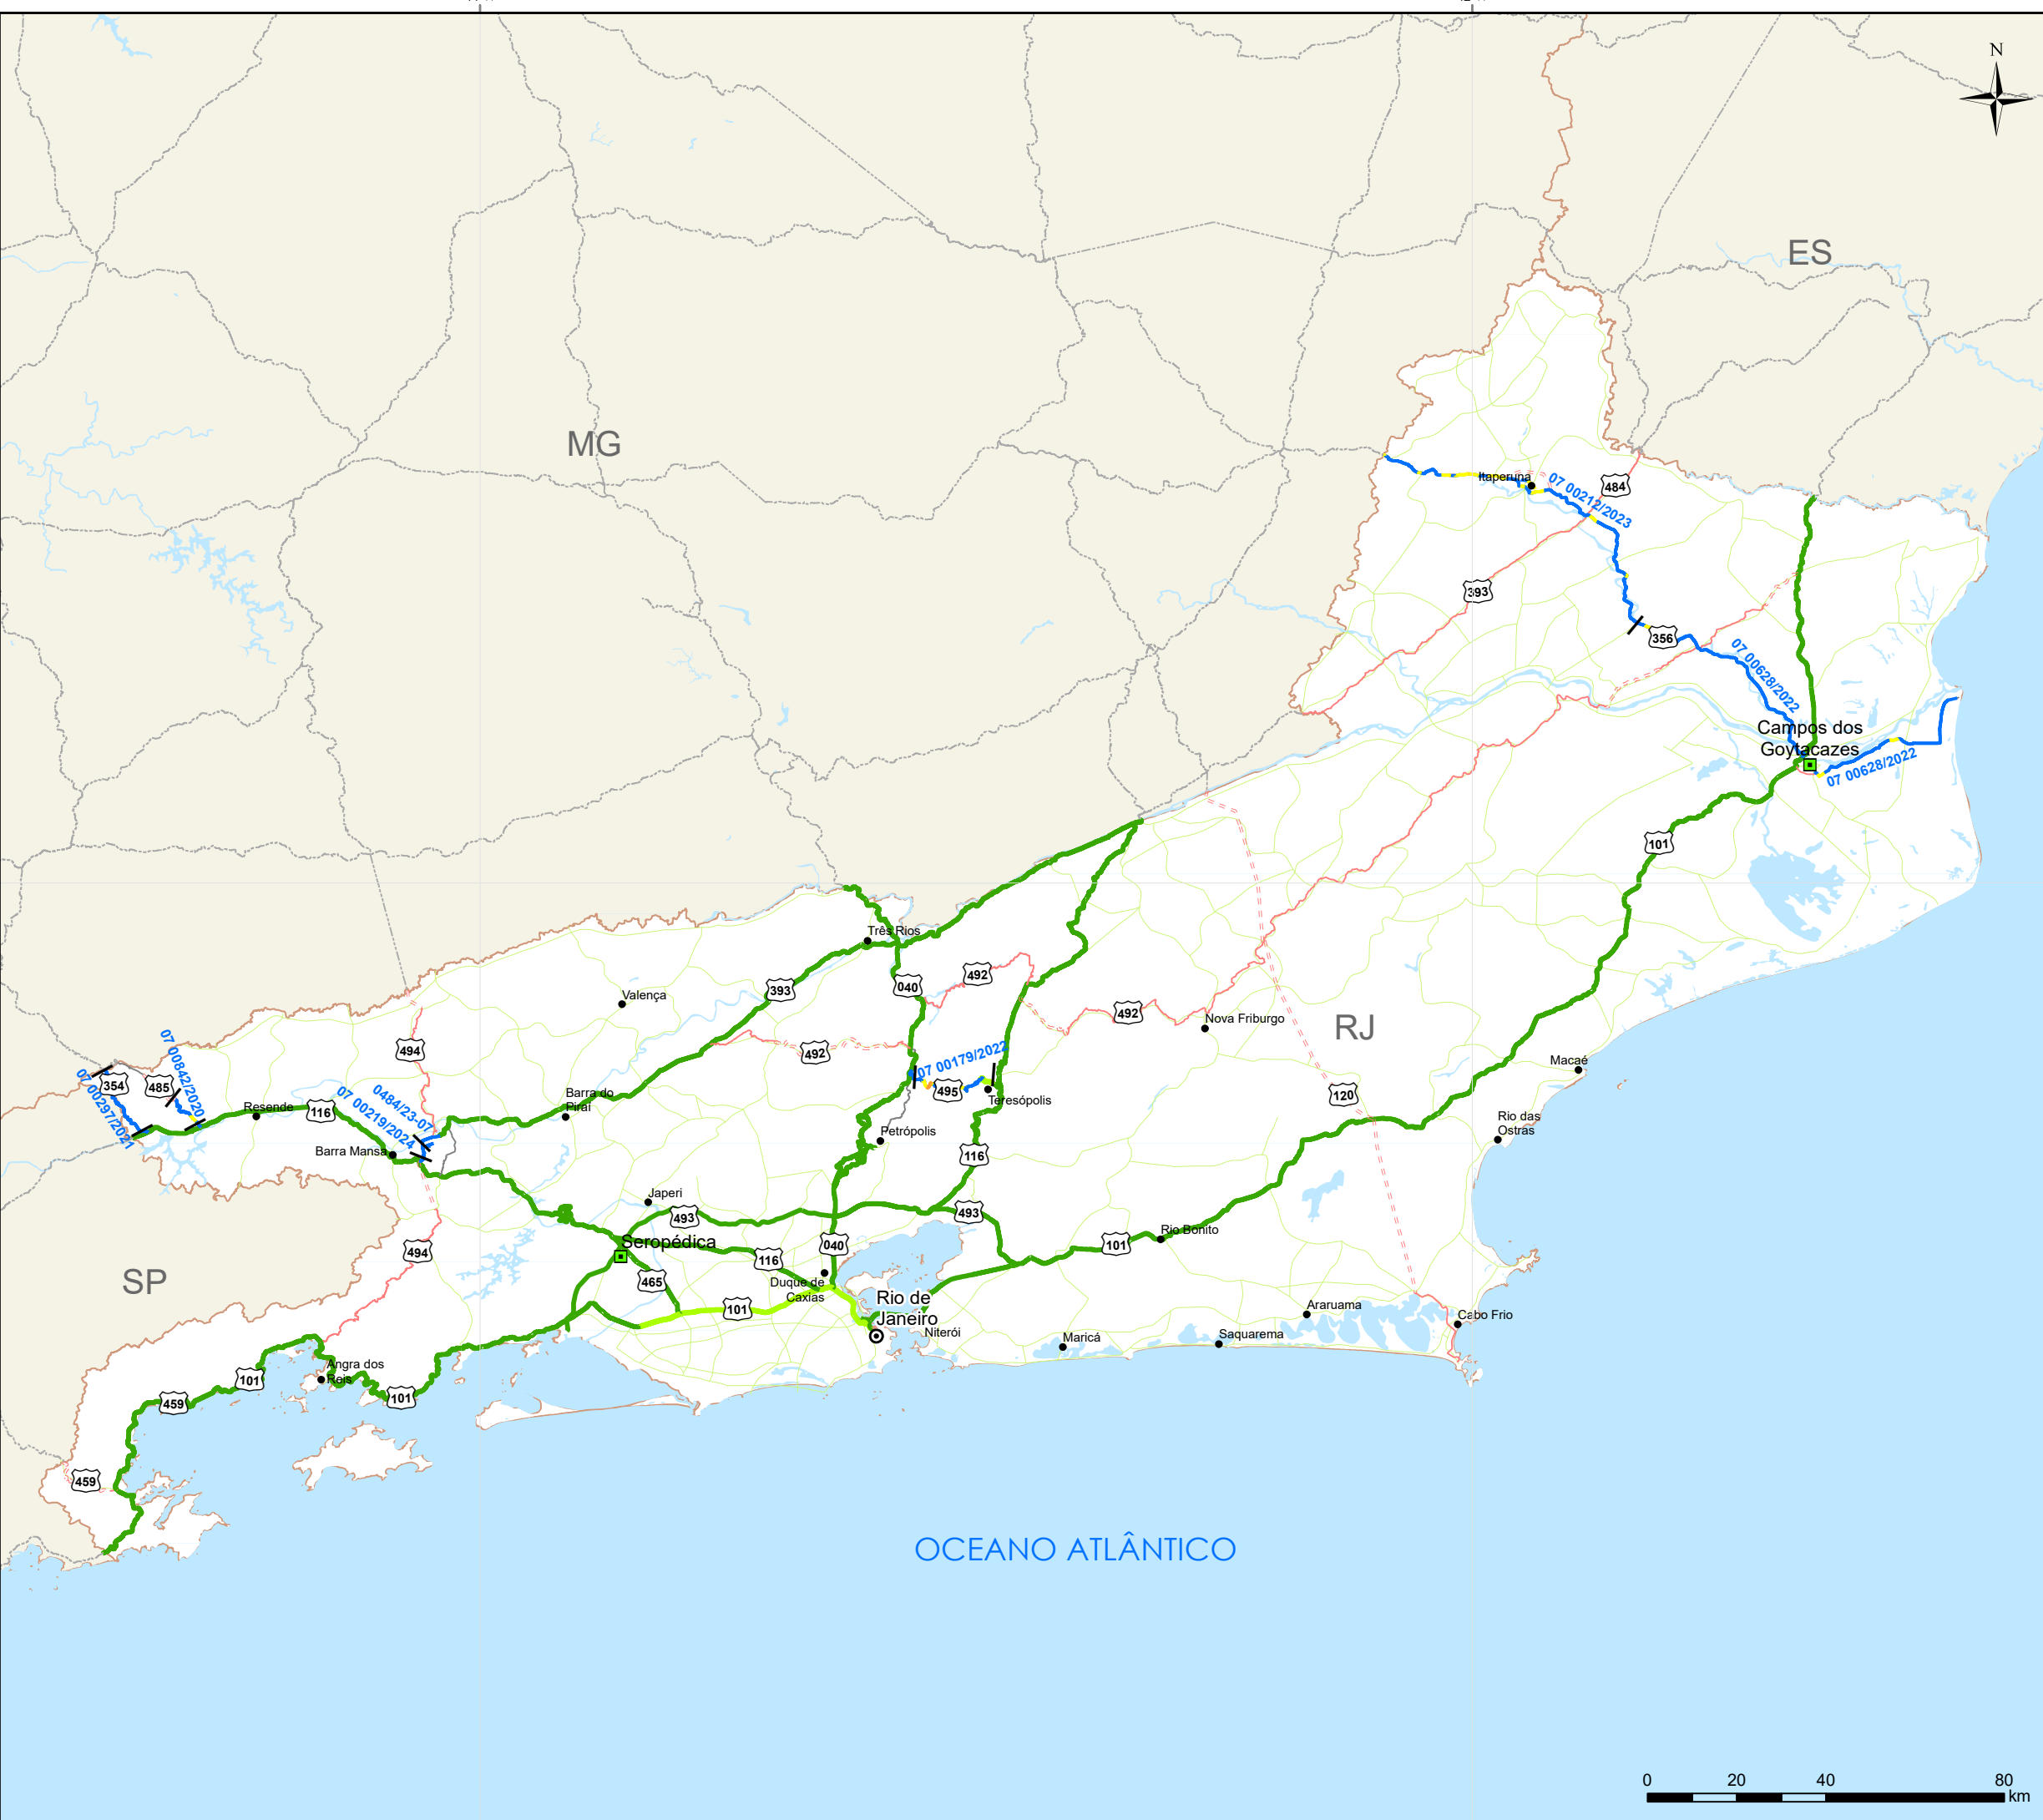 N
ES
MG
Itaperuna
07 00212/2023
484
393
356
07 00628/2022
Campos dos
Goytacazes
07 00628/2022
101
Três Rios
393
040
492
Valença
492
Nova Friburgo
RJ
494
492
07 00179/2022
495
Teresópolis
Macaé
07 00842/2020
354
485
07 00297/2021
Resende
116
0484/23-07
07 00219/2024
Barra do
Piraí
120
Rio das
Ostras
Barra Mansa
Petrópolis
116
Japeri
493
493
Seropédica
040
101
Rio Bonito
494
116
SP
465
Duque de
Caxias
101
Rio de
Janeiro
Niterói
Araruama
Cabo Frio
Maricá
Saquarema
Angra dos
Reis
101
101
459
459
OCEANO ATLÂNTICO
0 20 40 80
km